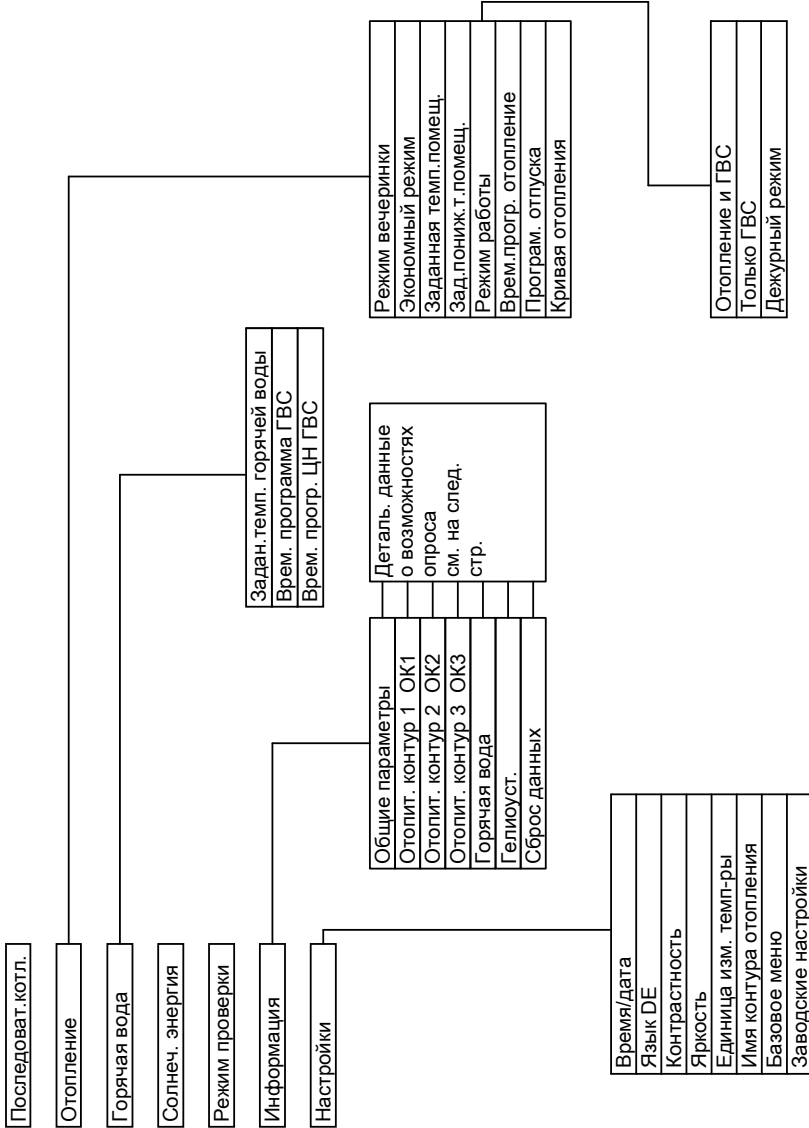 Последоват.котл.
Отопление
Горячая вода
Солнеч. энергия
Режим проверки
Информация
Настройки
Режим вечеринки
Экономный режим
Заданная темп.помещ.
Зад.пониж.т.помещ.
Режим работы
Врем.прогр. отопление
Програм. отпуска
Кривая отопления
Отопление и ГВС
Только ГВС
Дежурный режим
Задан.темп. горячей воды
Врем. программа ГВС
Врем. прогр. ЦН ГВС
Общие параметры
Отопит. контур 1 ОК1
Отопит. контур 2 ОК2
Отопит. контур 3 ОК3
Горячая вода
Гелиоуст.
Сброс данных
Деталь. данные
о возможностях
опроса
см. на след.
стр.
Время/дата
Язык DE
Контрастность
Яркость
Единица изм. темп-ры
Имя контура отопления
Базовое меню
Заводские настройки